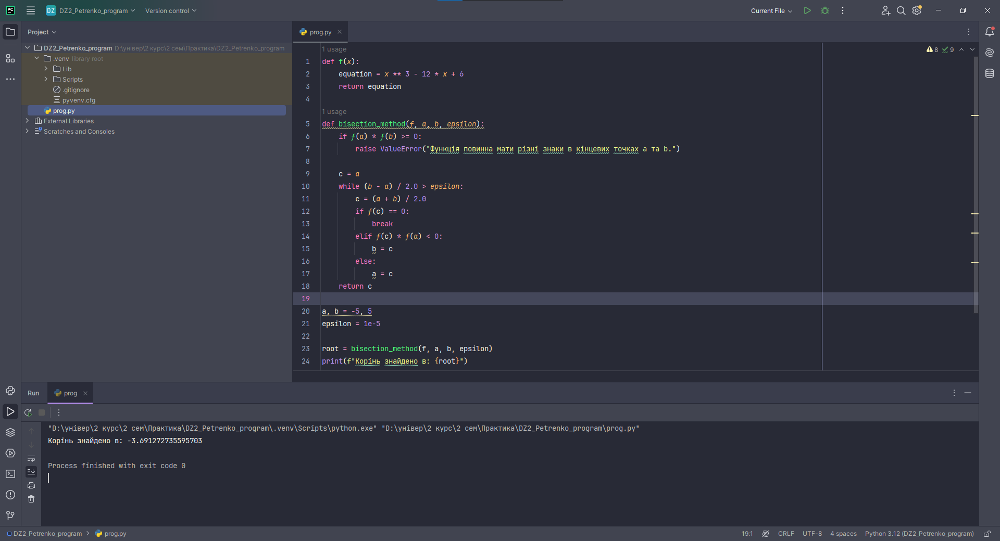 PC
DZ DZ2_Petrenko_program Version control Current File
Project
prog.py
DZ2_Petrenko_program D:\універ\2 курс\2 сем\Практика\DZ2_Petrenko_program
.venv library root
Lib
Scripts
.gitignore
pyvenv.cfg
prog.py
External Libraries
Scratches and Consoles
8 9
1 usage
1 def f(x):
2 equation = x ** 3 - 12 * x + 6
3 return equation
4
1 usage
5 def bisection_method(f, a, b, epsilon):
6 if f(a) * f(b) >= 0:
7 raise ValueError("Функція повинна мати різні знаки в кінцевих точках a та b.")
8
9 c = a
10 while (b - a) / 2.0 > epsilon:
11 c = (a + b) / 2.0
12 if f(c) == 0:
13 break
14 elif f(c) * f(a) < 0:
15 b = c
16 else:
17 a = c
18 return c
19
20 a, b = -5, 5
21 epsilon = 1e-5
22
23 root = bisection_method(f, a, b, epsilon)
24 print(f"Корінь знайдено в: {root}")
Run prog
"D:\універ\2 курс\2 сем\Практика\DZ2_Petrenko_program\.venv\Scripts\python.exe" "D:\універ\2 курс\2 сем\Практика\DZ2_Petrenko_program\prog.py"
Корінь знайдено в: -3.691272735595703
Process finished with exit code 0
DZ2_Petrenko_program prog.py 19:1 CRLF UTF-8 4 spaces Python 3.12 (DZ2_Petrenko_program)